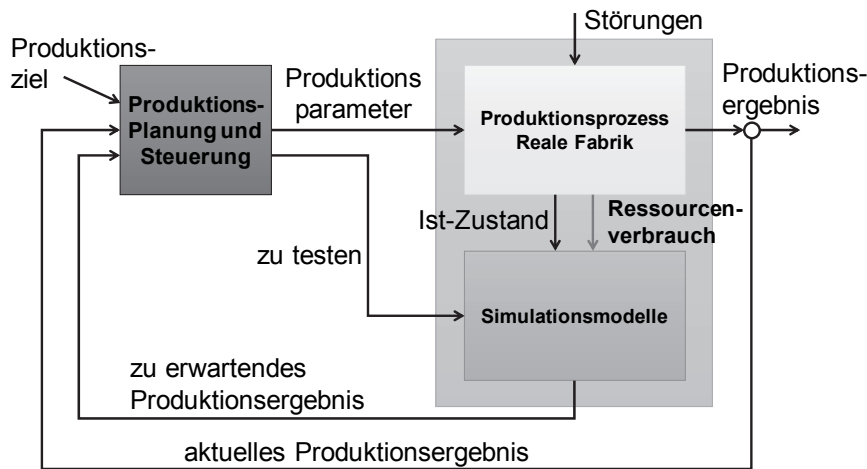 Störungen
Produktions-
ziel
Produktions-
Planung und
Steuerung
Produktions
parameter
Produktionsprozess
Reale Fabrik
Produktions-
ergebnis
Ist-Zustand
Ressourcen-
verbrauch
zu testen
Simulationsmodelle
zu erwartendes
Produktionsergebnis
aktuelles Produktionsergebnis